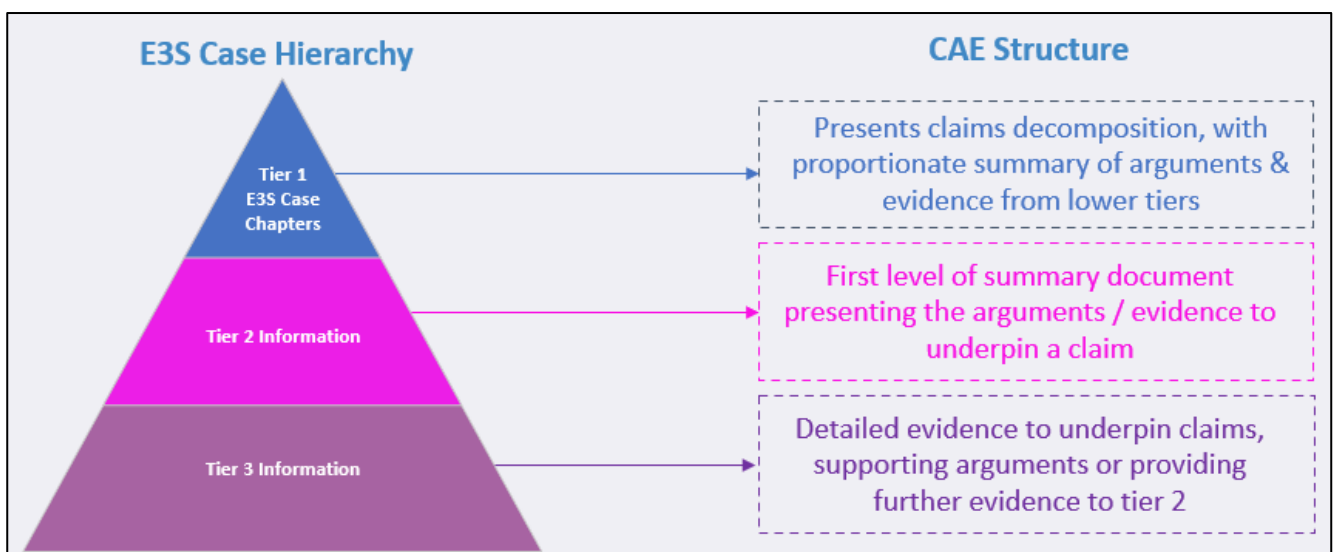 E3S Case Hierarchy
CAE Structure
Tier 1
E3S Case
Chapters
Presents claims decomposition, with
proportionate summary of arguments &
evidence from lower tiers
Tier 2 Information
First level of summary document
presenting the arguments / evidence to
underpin a claim
Tier 3 Information
Detailed evidence to underpin claims,
supporting arguments or providing
further evidence to tier 2